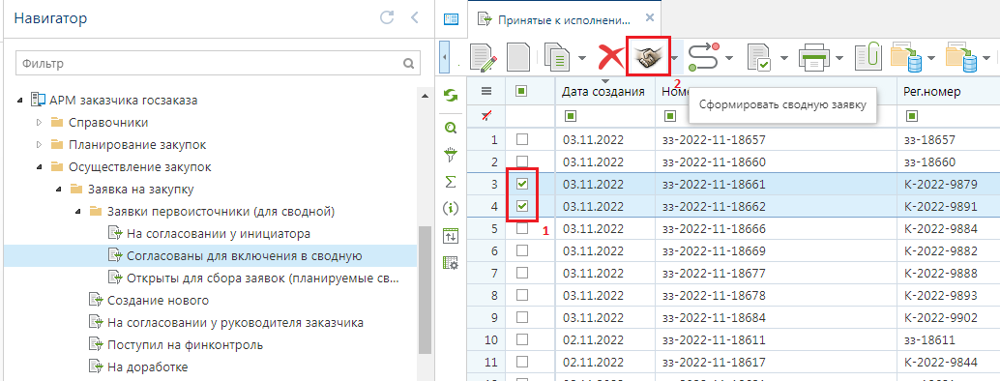 Навигатор
Фильтр
АРМ заказчика госзаказа
Справочники
Планирование закупок
Осуществление закупок
Заявка на закупку
Заявки первоисточники (для сводной)
На согласовании у инициатора
Согласованы для включения в сводную
Открыты для сбора заявок (планируемые св...
Создание нового
На согласовании у руководителя заказчика
Поступил на финконтроль
На доработке
Принятые к исполнени...
2
Сформировать сводную заявку
Дата создания Номе Рег.номер
1 03.11.2022 зз-2022-11-18657 зз-18657
2 03.11.2022 зз-2022-11-18660 зз-18660
3 03.11.2022 зз-2022-11-18661 К-2022-9879
4 03.11.2022 зз-2022-11-18662 К-2022-9891
1
5 03.11.2022 зз-2022-11-18666 К-2022-9884
6 03.11.2022 зз-2022-11-18669 К-2022-9882
7 03.11.2022 зз-2022-11-18677 К-2022-9888
8 03.11.2022 зз-2022-11-18678 К-2022-9893
9 03.11.2022 зз-2022-11-18684 К-2022-9902
10 02.11.2022 зз-2022-11-18611 зз-18611
11 02.11.2022 зз-2022-11-18617 К-2022-9844